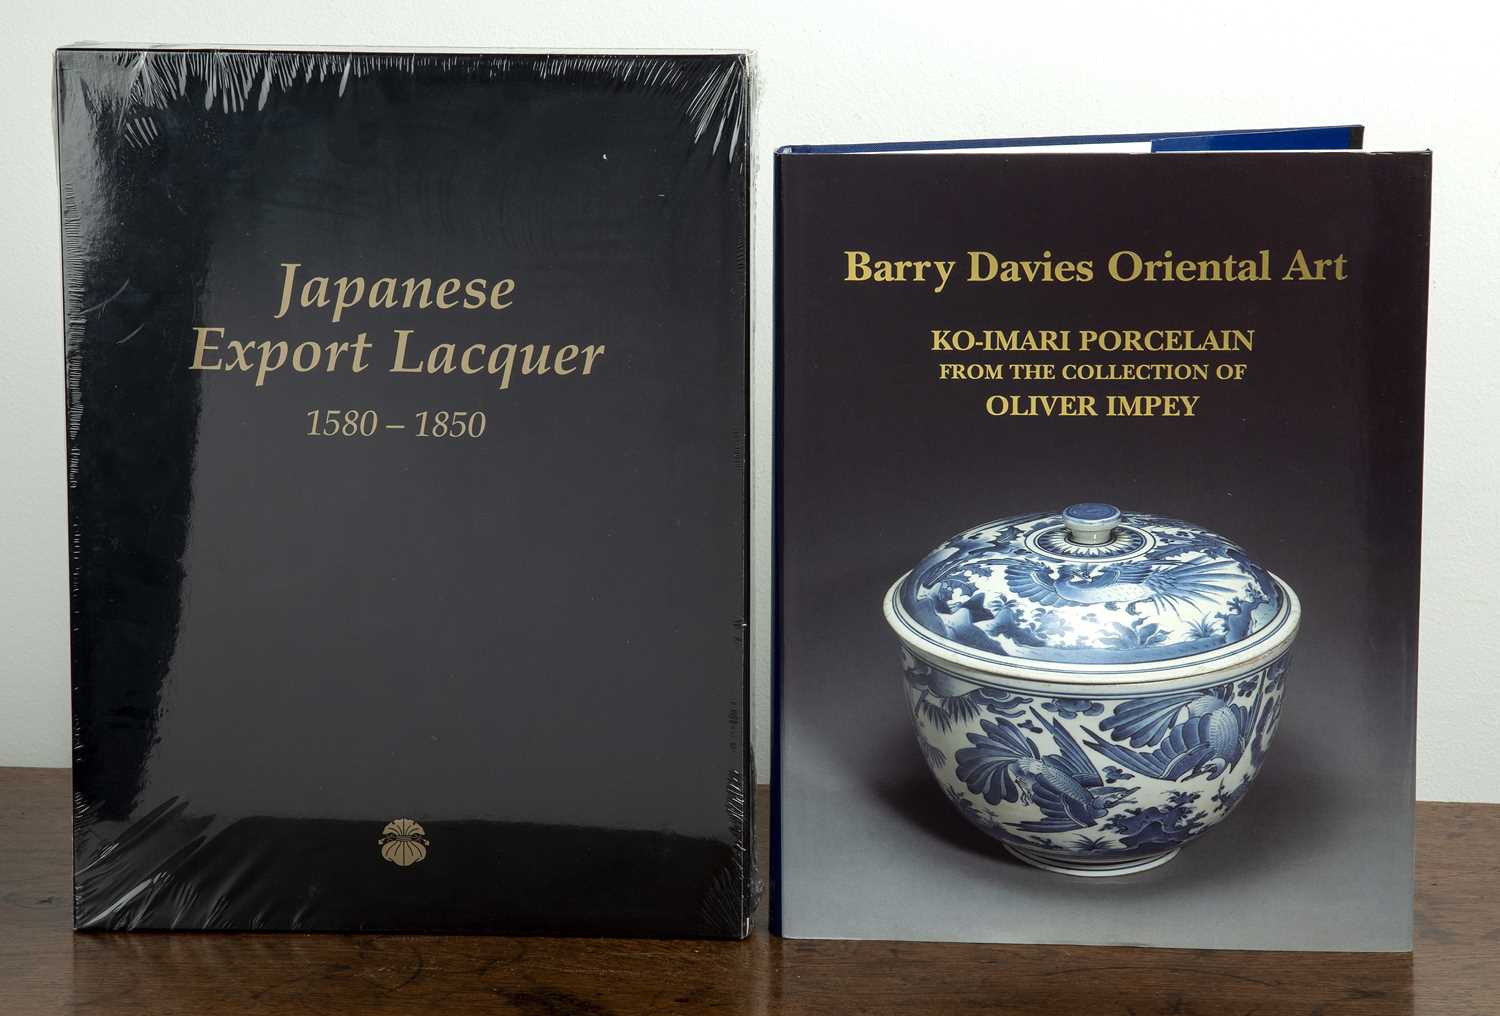 Japanese
Export Lacquer
1580 – 1850
Barry Davies Oriental Art
KO-IMARI PORCELAIN
FROM THE COLLECTION OF
OLIVER IMPEY